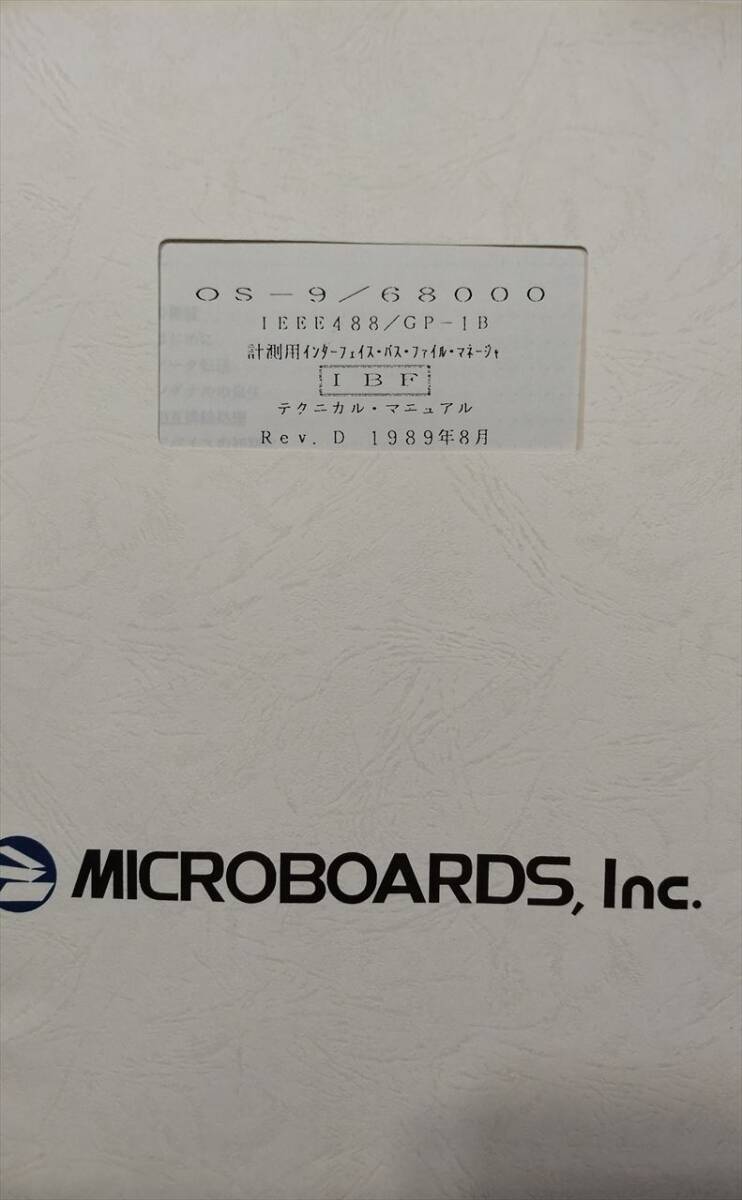 OS-9/68000
IEEE488/GP-IB
計測用インターフェイス・バス・ファイル・マネージャ
IBF
テクニカル・マニュアル
Rev. D 1989年8月
MICROBOARDS, Inc.